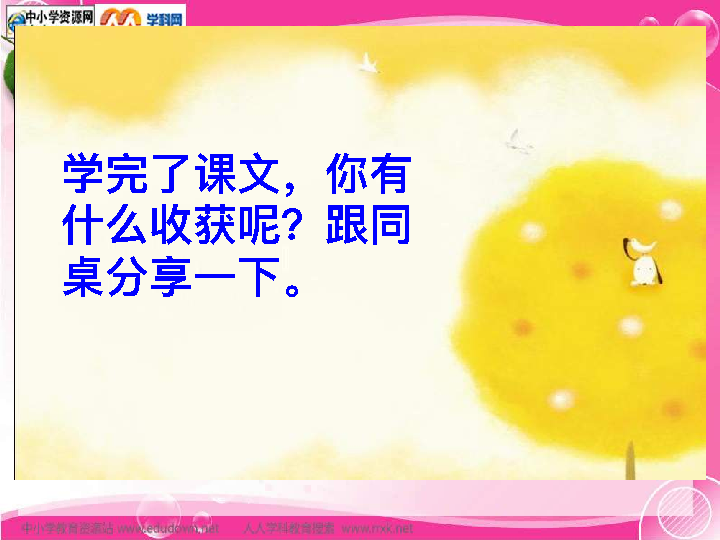 中小学资源网
学科网
学完了课文，你有
什么收获呢？跟同
桌分享一下。
中小学教育资源站 www.edudown.net 人人学科教育搜索 www.rrxk.net